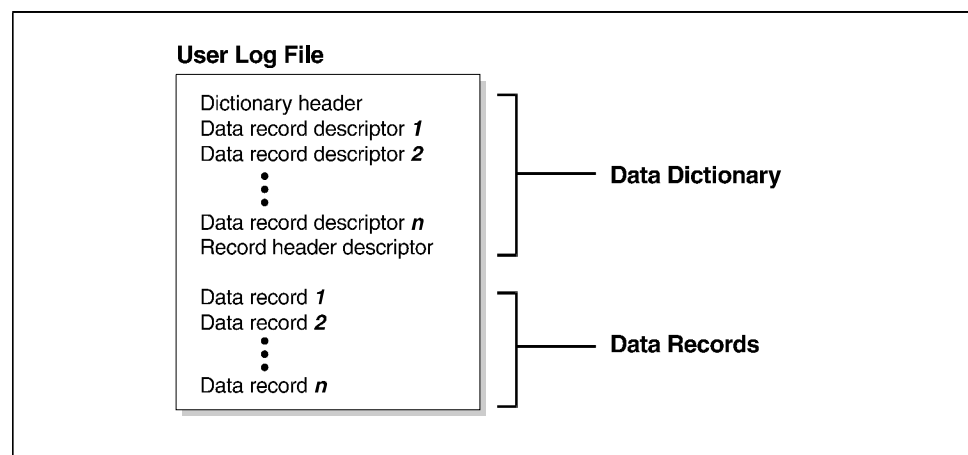 User Log File
Dictionary header
Data record descriptor 1
Data record descriptor 2
Data record descriptor n
Record header descriptor
Data Dictionary
Data record 1
Data record 2
Data record n
Data Records